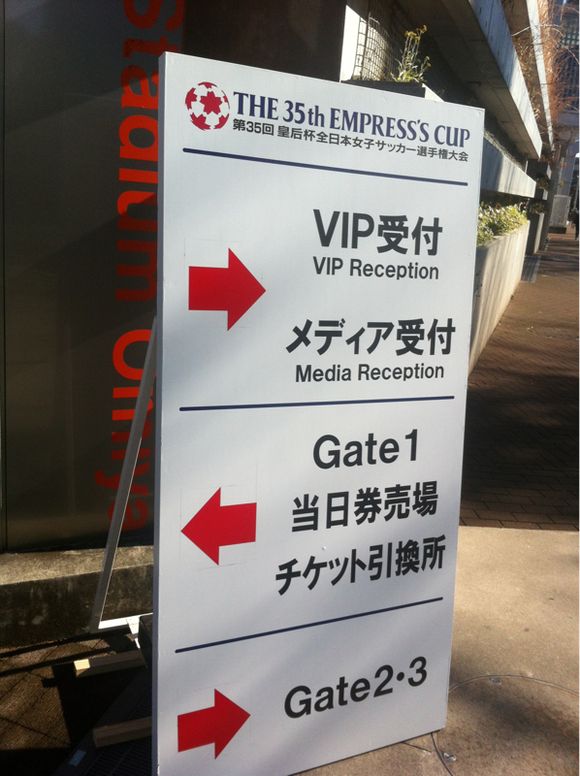 THE 35th EMPRESS'S CUP
第35回 皇后杯全日本女子サッカー選手権大会
VIP受付
VIP Reception
メディア受付
Media Reception
Gate1
当日券売場
チケット引換所
Gate2・3
Stadium Omiya